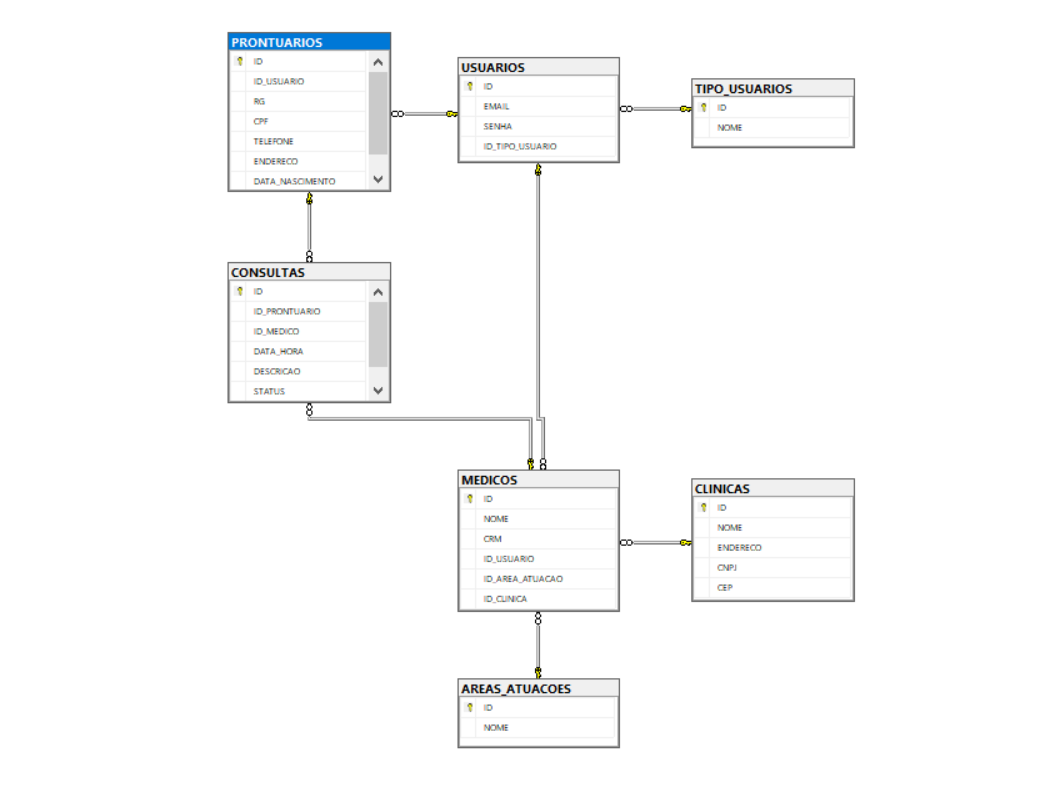 PRONTUARIOS
ID
ID_USUARIO
RG
CPF
TELEFONE
ENDERECO
DATA_NASCIMENTO
USUARIOS
ID
EMAIL
SENHA
ID_TIPO_USUARIO
TIPO_USUARIOS
ID
NOME
CONSULTAS
ID
ID_PRONTUARIO
ID_MEDICO
DATA_HORA
DESCRICAO
STATUS
MEDICOS
ID
NOME
CRM
ID_USUARIO
ID_AREA_ATUACAO
ID_CLINICA
CLINICAS
ID
NOME
ENDERECO
CNPJ
CEP
AREAS_ATUACOES
ID
NOME